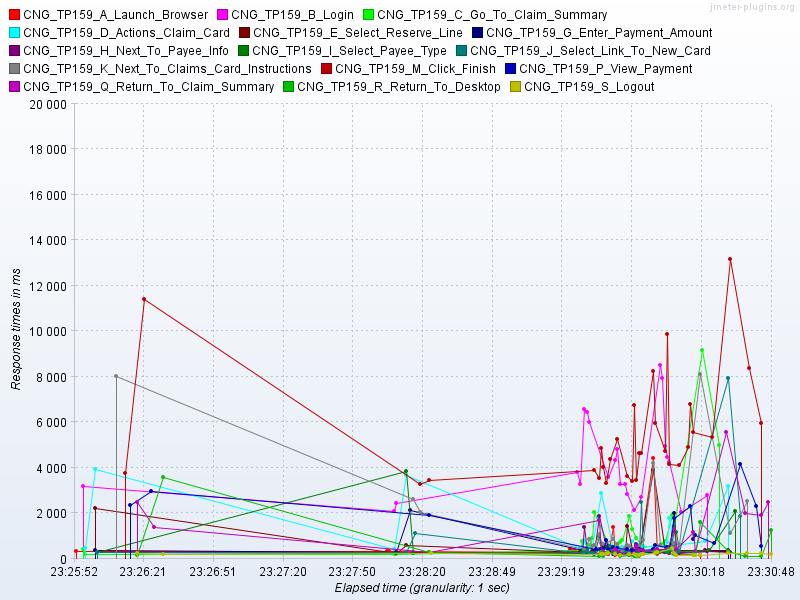 jmeter-plugins.org
CNG_TP159_A_Launch_Browser CNG_TP159_B_Login CNG_TP159_C_Go_To_Claim_Summary
CNG_TP159_D_Actions_Claim_Card CNG_TP159_E_Select_Reserve_Line CNG_TP159_G_Enter_Payment_Amount
CNG_TP159_H_Next_To_Payee_Info CNG_TP159_I_Select_Payee_Type CNG_TP159_J_Select_Link_To_New_Card
CNG_TP159_K_Next_To_Claims_Card_Instructions CNG_TP159_M_Click_Finish CNG_TP159_P_View_Payment
CNG_TP159_Q_Return_To_Claim_Summary CNG_TP159_R_Return_To_Desktop CNG_TP159_S_Logout
20 000
18 000
16 000
14 000
12 000
10 000
8 000
6 000
4 000
2 000
0
Response times in ms
23:25:52 23:26:21 23:26:51 23:27:20 23:27:50 23:28:20 23:28:49 23:29:19 23:29:48 23:30:18 23:30:48
Elapsed time (granularity: 1 sec)